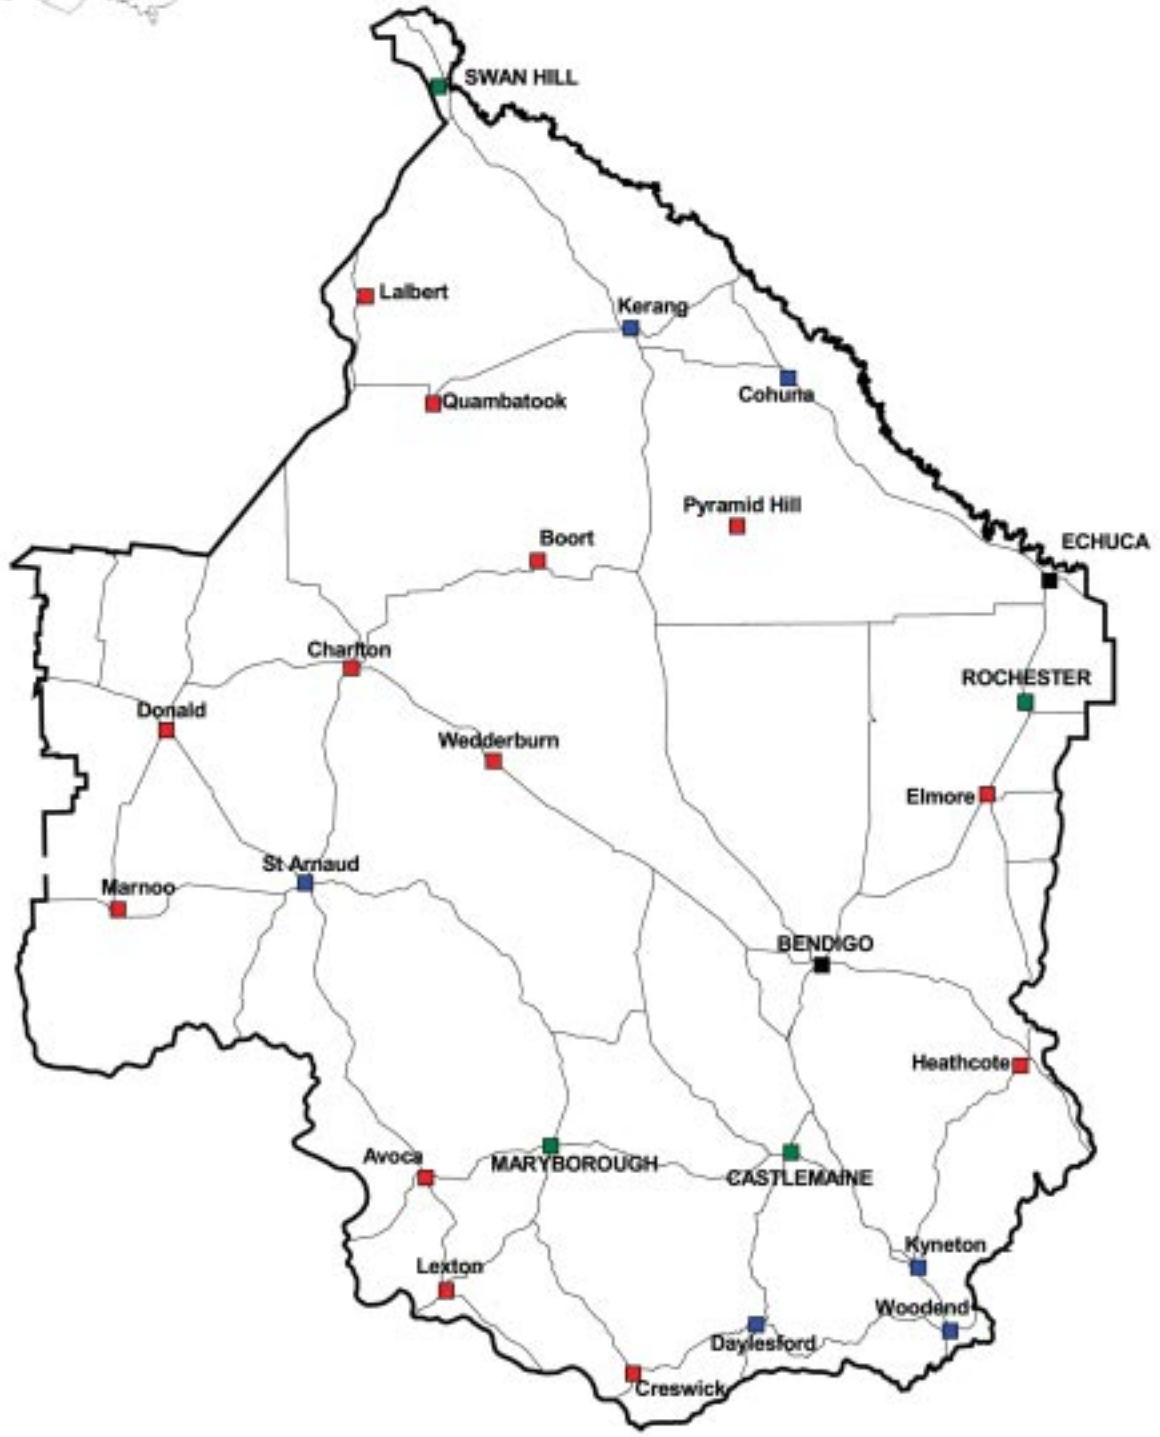 SWAN HILL
Lalbert
Kerang
Cohuna
Quambatook
Pyramid Hill
Boort
ECHUCA
Charlton
ROCHESTER
Donald
Wedderburn
Elmore
St Arnaud
Marnoo
BENDIGO
Heathcote
Avoca
MARYBOROUGH
CASTLEMAINE
Kyneton
Lexton
Woodend
Daylesford
Creswick